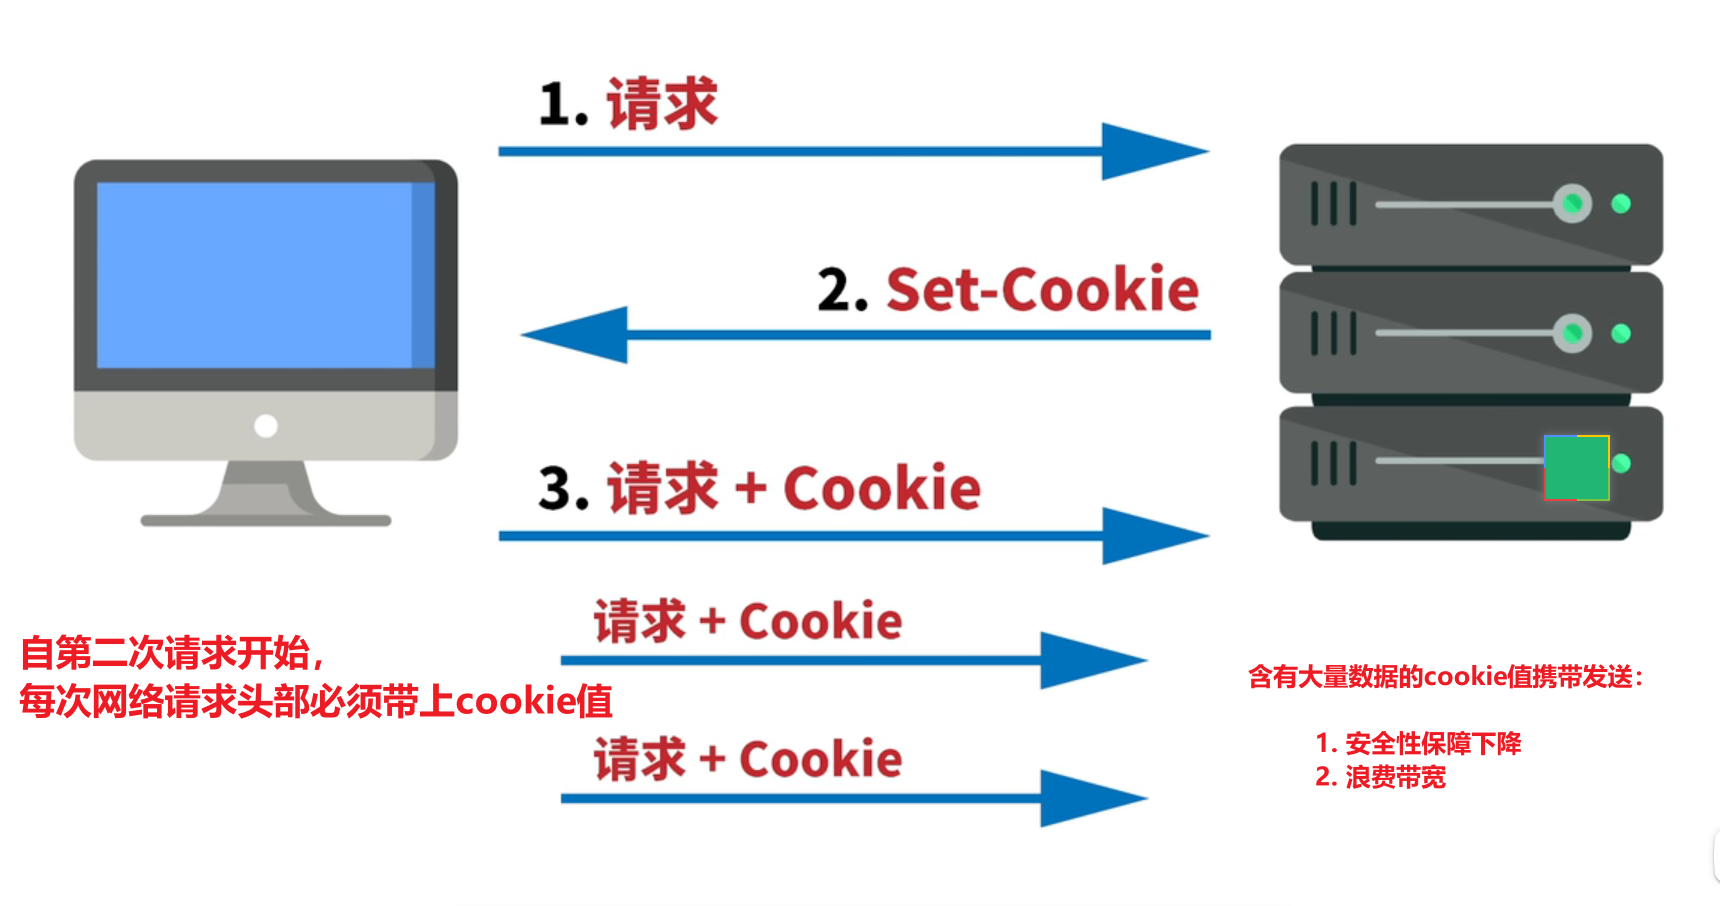 1. 请求
2. Set-Cookie
3. 请求 + Cookie
请求 + Cookie
自第二次请求开始，
每次网络请求头部必须带上cookie值
请求 + Cookie
含有大量数据的cookie值携带发送：
1. 安全性保障下降
2. 浪费带宽